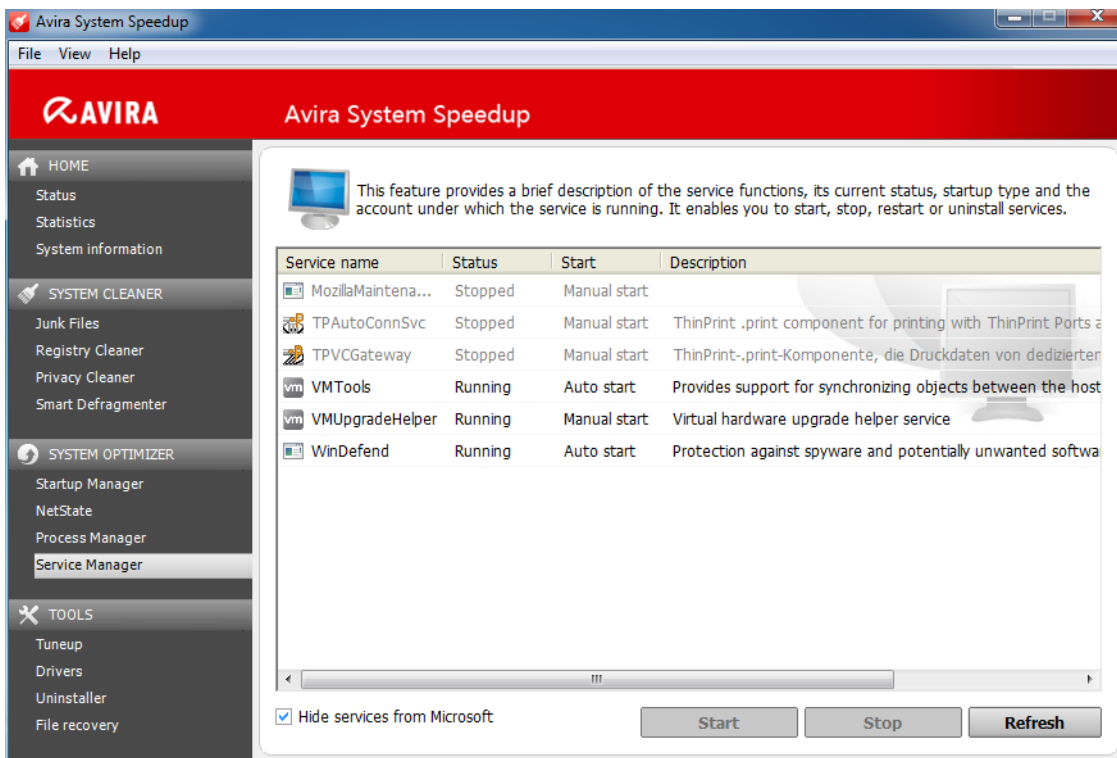 Avira System Speedup
File View Help
AVIRA
Avira System Speedup
HOME
Status
Statistics
System information
SYSTEM CLEANER
Junk Files
Registry Cleaner
Privacy Cleaner
Smart Defragmenter
SYSTEM OPTIMIZER
Startup Manager
NetState
Process Manager
Service Manager
TOOLS
Tuneup
Drivers
Uninstaller
File recovery
This feature provides a brief description of the service functions, its current status, startup type and the
account under which the service is running. It enables you to start, stop, restart or uninstall services.
Service name Status Start Description
MozillaMaintena... Stopped Manual start
TPAutoConnSvc Stopped Manual start ThinPrint .print component for printing with ThinPrint Ports a
TPVCGateway Stopped Manual start ThinPrint-.print-Komponente, die Druckdaten von dedizierter
vm VMTools Running Auto start Provides support for synchronizing objects between the host
vm VMUpgradeHelper Running Manual start Virtual hardware upgrade helper service
WinDefend Running Auto start Protection against spyware and potentially unwanted softwa
Hide services from Microsoft Start Stop Refresh